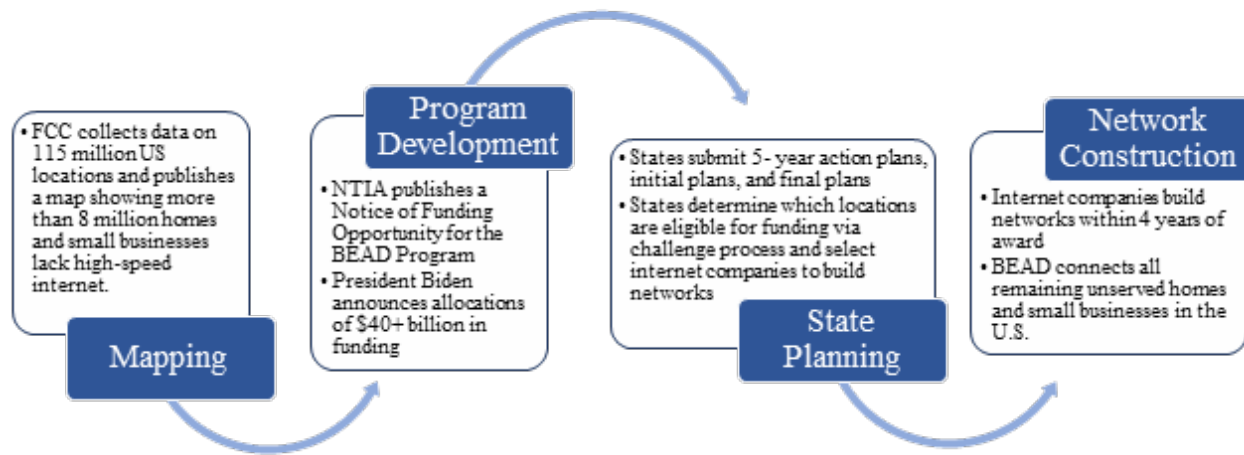 • FCC collects data on
115 million US
locations and publishes
a map showing more
than 8 million homes
and small businesses
lack high-speed
internet.
Mapping
Program
Development
• NTIA publishes a
Notice of Funding
Opportunity for the
BEAD Program
• President Biden
announces allocations
of $40+ billion in
funding
• States submit 5- year action plans,
initial plans, and final plans
• States determine which locations
are eligible for funding via
challenge process and select
internet companies to build
networks
State
Planning
Network
Construction
• Internet companies build
networks within 4 years of
award
• BEAD connects all
remaining unserved homes
and small businesses in the
U.S.